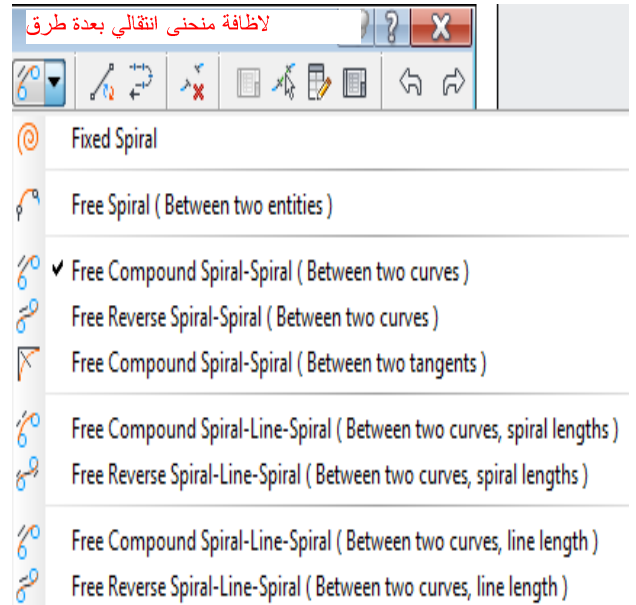 لاظافة منحنى انتقالي بعدة طرق
Fixed Spiral
Free Spiral ( Between two entities )
Free Compound Spiral-Spiral ( Between two curves )
Free Reverse Spiral-Spiral ( Between two curves )
Free Compound Spiral-Spiral ( Between two tangents )
Free Compound Spiral-Line-Spiral ( Between two curves, spiral lengths )
Free Reverse Spiral-Line-Spiral ( Between two curves, spiral lengths )
Free Compound Spiral-Line-Spiral ( Between two curves, line length )
Free Reverse Spiral-Line-Spiral ( Between two curves, line length )